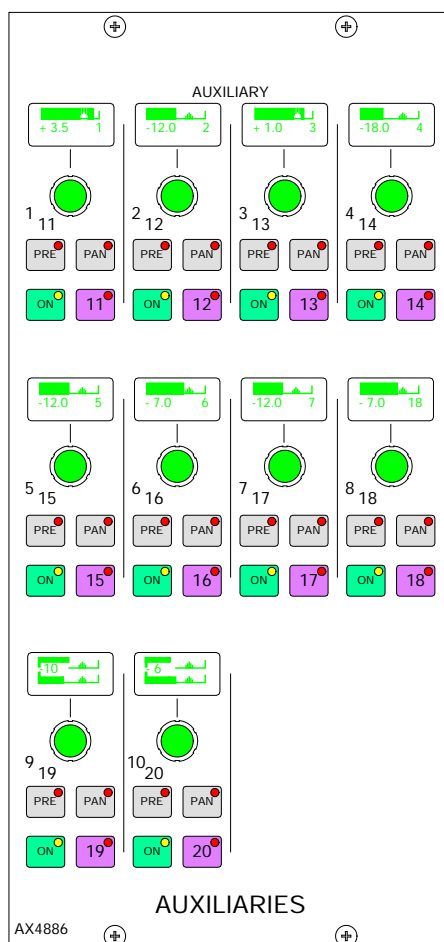 AUXILIARY
+ 3.5 1 -12.0 2 + 1.0 3 -18.0 4
1 11 2 12 3 13 4 14
PRE PAN PRE PAN PRE PAN PRE PAN
ON 11 ON 12 ON 13 ON 14
-12.0 5 - 7.0 6 -12.0 7 - 7.0 18
5 15 6 16 7 17 8 18
PRE PAN PRE PAN PRE PAN PRE PAN
ON 15 ON 16 ON 17 ON 18
-10 - 6
9 19 10 20
PRE PAN PRE PAN
ON 19 ON 20
AUXILIARIES
AX4886